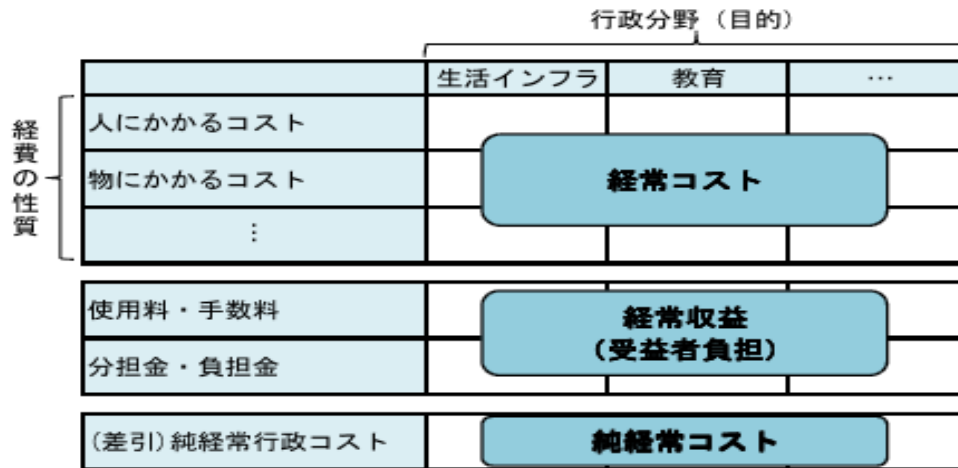 行政分野（目的）
生活インフラ
教育
…
経費の性質
人にかかるコスト
物にかかるコスト
⋮
経常コスト
使用料・手数料
分担金・負担金
経常収益
（受益者負担）
(差引)純経常行政コスト
純経常コスト